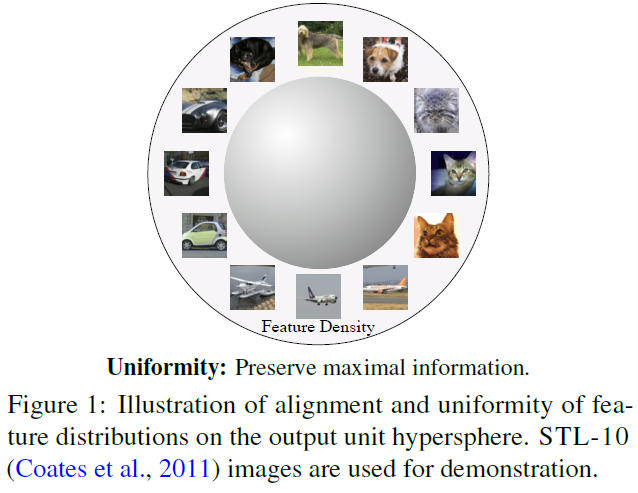 Feature Density
Uniformity: Preserve maximal information.
Figure 1: Illustration of alignment and uniformity of fea-
ture distributions on the output unit hypersphere. STL-10
(Coates et al., 2011) images are used for demonstration.